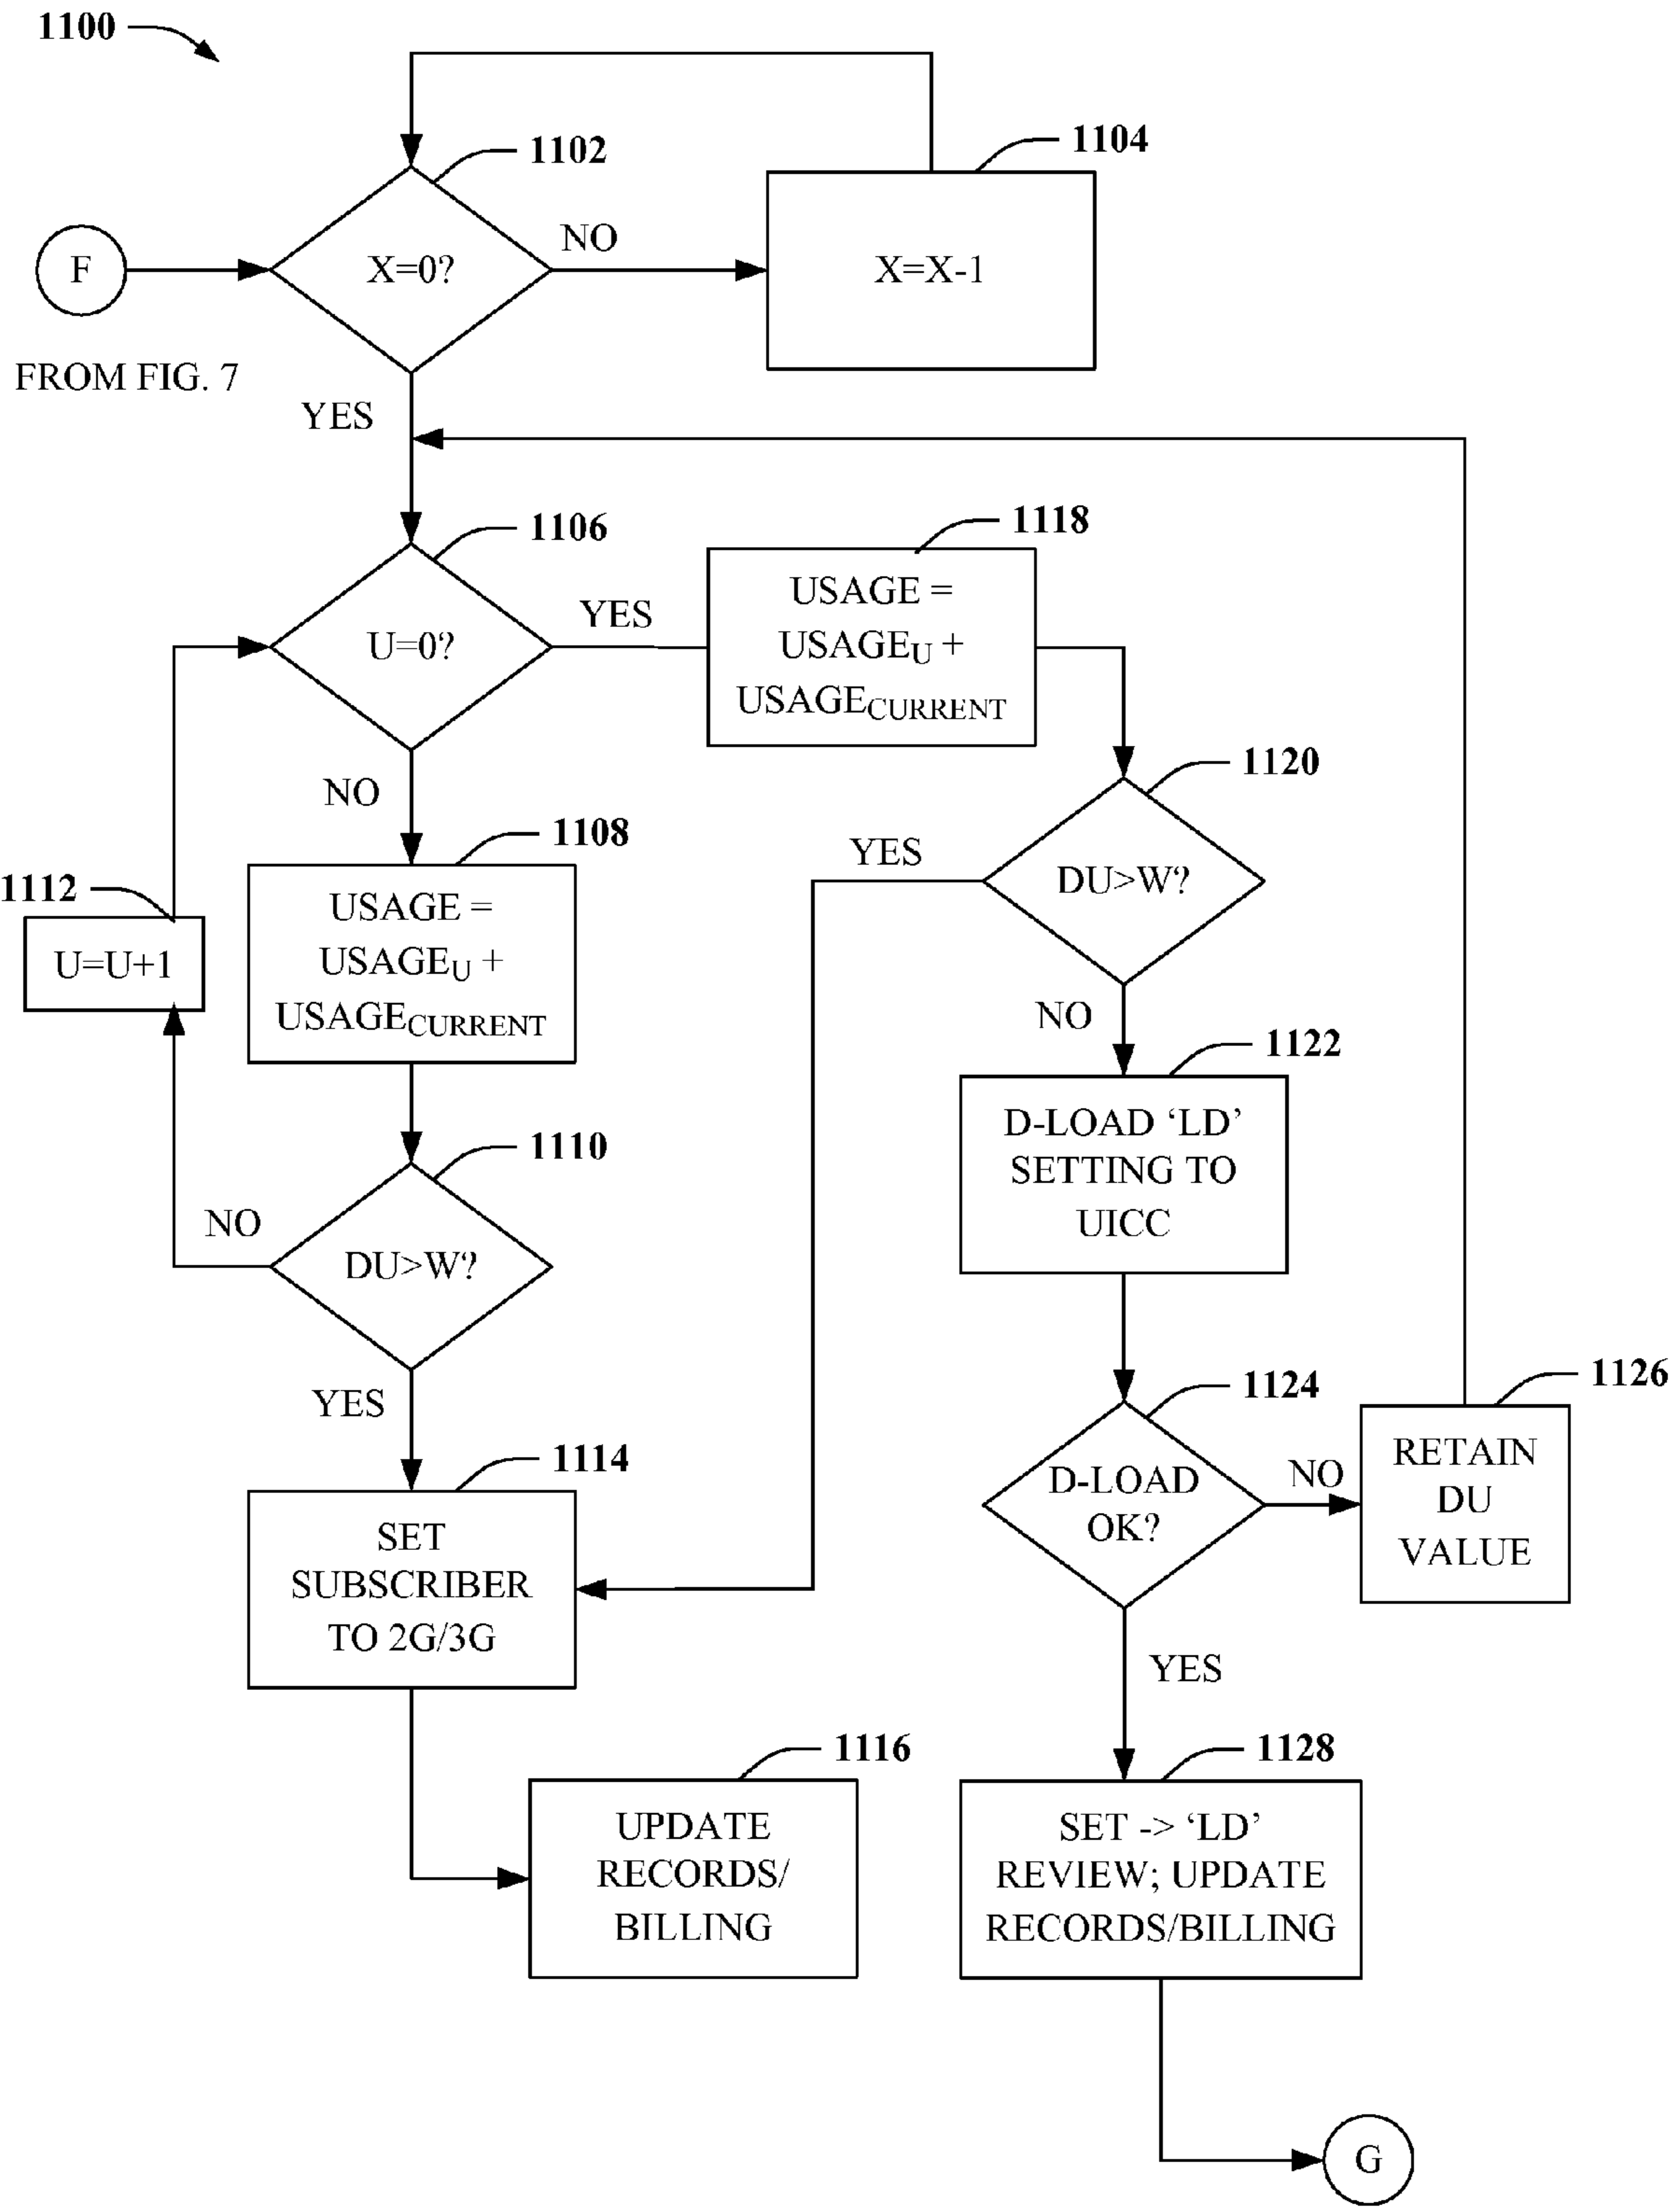 1100
1102
1104
F
X=0?
NO
X=X-1
FROM FIG. 7
YES
1106
1118
U=0?
YES
USAGE =
USAGEU +
USAGECURRENT
NO
1120
1108
YES
DU>W?
1112
USAGE =
USAGEU +
USAGECURRENT
U=U+1
NO
1122
D-LOAD ‘LD’
SETTING TO
UICC
1110
NO
DU>W?
YES
1124
1126
D-LOAD
OK?
NO
RETAIN
DU
VALUE
1114
SET
SUBSCRIBER
TO 2G/3G
YES
1116
1128
UPDATE
RECORDS/
BILLING
SET -> ‘LD’
REVIEW; UPDATE
RECORDS/BILLING
G